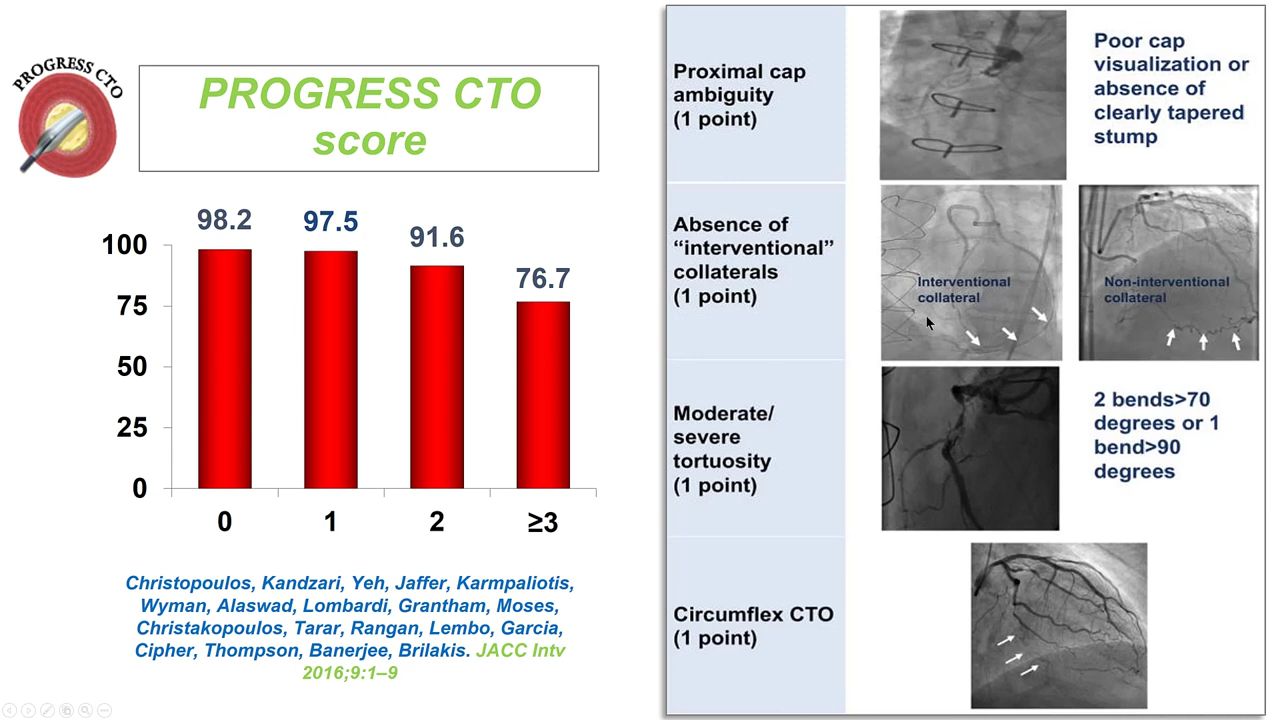 PROGRESS CTO
PROGRESS CTO
score
98.2
97.5
91.6
76.7
100
75
50
25
0
0
1
2
≥3
Christopoulos, Kandzari, Yeh, Jaffer, Karmpaliotis,
Wyman, Alaswad, Lombardi, Grantham, Moses,
Christakopoulos, Tarar, Rangan, Lembo, Garcia,
Cipher, Thompson, Banerjee, Brilakis. JACC Intv
2016;9:1–9
Proximal cap
ambiguity
(1 point)
Poor cap
visualization or
absence of
clearly tapered
stump
Absence of
“interventional”
collaterals
(1 point)
Interventional
collateral
Non-interventional
collateral
Moderate/
severe
tortuosity
(1 point)
2 bends>70
degrees or 1
bend>90
degrees
Circumflex CTO
(1 point)